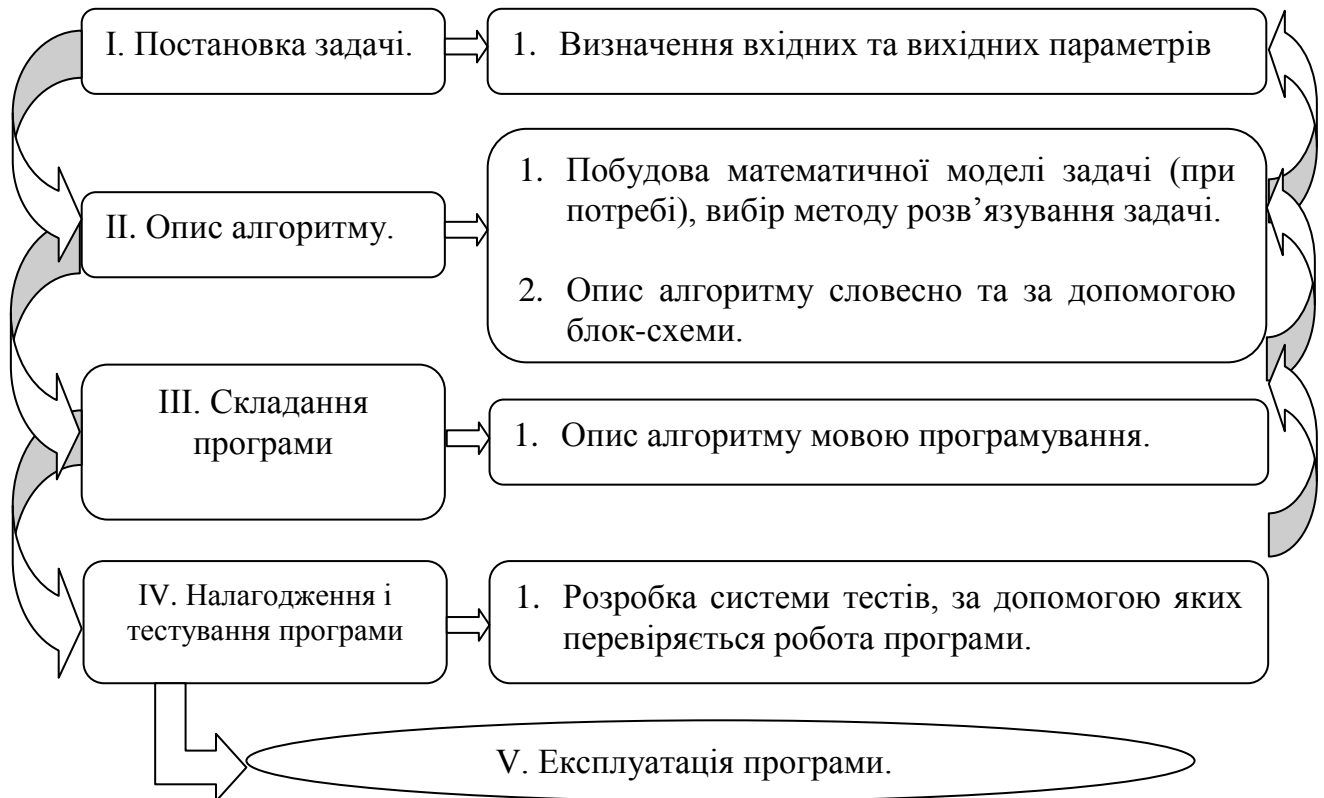 І. Постановка задачі.
1. Визначення вхідних та вихідних параметрів
ІІ. Опис алгоритму.
1. Побудова математичної моделі задачі (при
потребі), вибір методу розв’язування задачі.
2. Опис алгоритму словесно та за допомогою
блок-схеми.
ІІІ. Складання
програми
1. Опис алгоритму мовою програмування.
IV. Налагодження і
тестування програми
1. Розробка системи тестів, за допомогою яких
перевіряється робота програми.
V. Експлуатація програми.